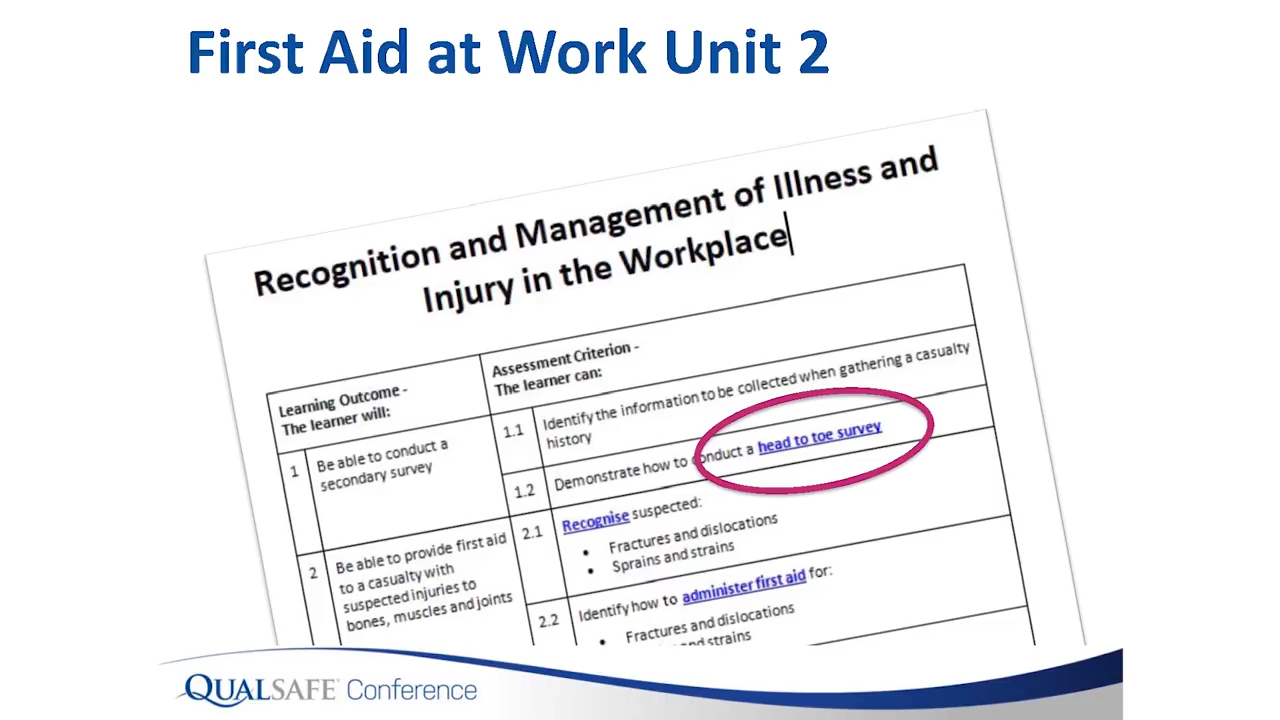 First Aid at Work Unit 2
Recognition and Management of Illness and
Injury in the Workplace
Learning Outcome -
The learner will:
Assessment Criterion -
The learner can:
1
Be able to conduct a
secondary survey
1.1
Identify the information to be collected when gathering a casualty
history
1.2
Demonstrate how to conduct a head to toe survey
2
Be able to provide first aid
to a casualty with
suspected injuries to
bones, muscles and joints
2.1
Recognise suspected:
• Fractures and dislocations
• Sprains and strains
2.2
Identify how to administer first aid for:
• Fractures and dislocations
and strains
QUALSAFE Conference